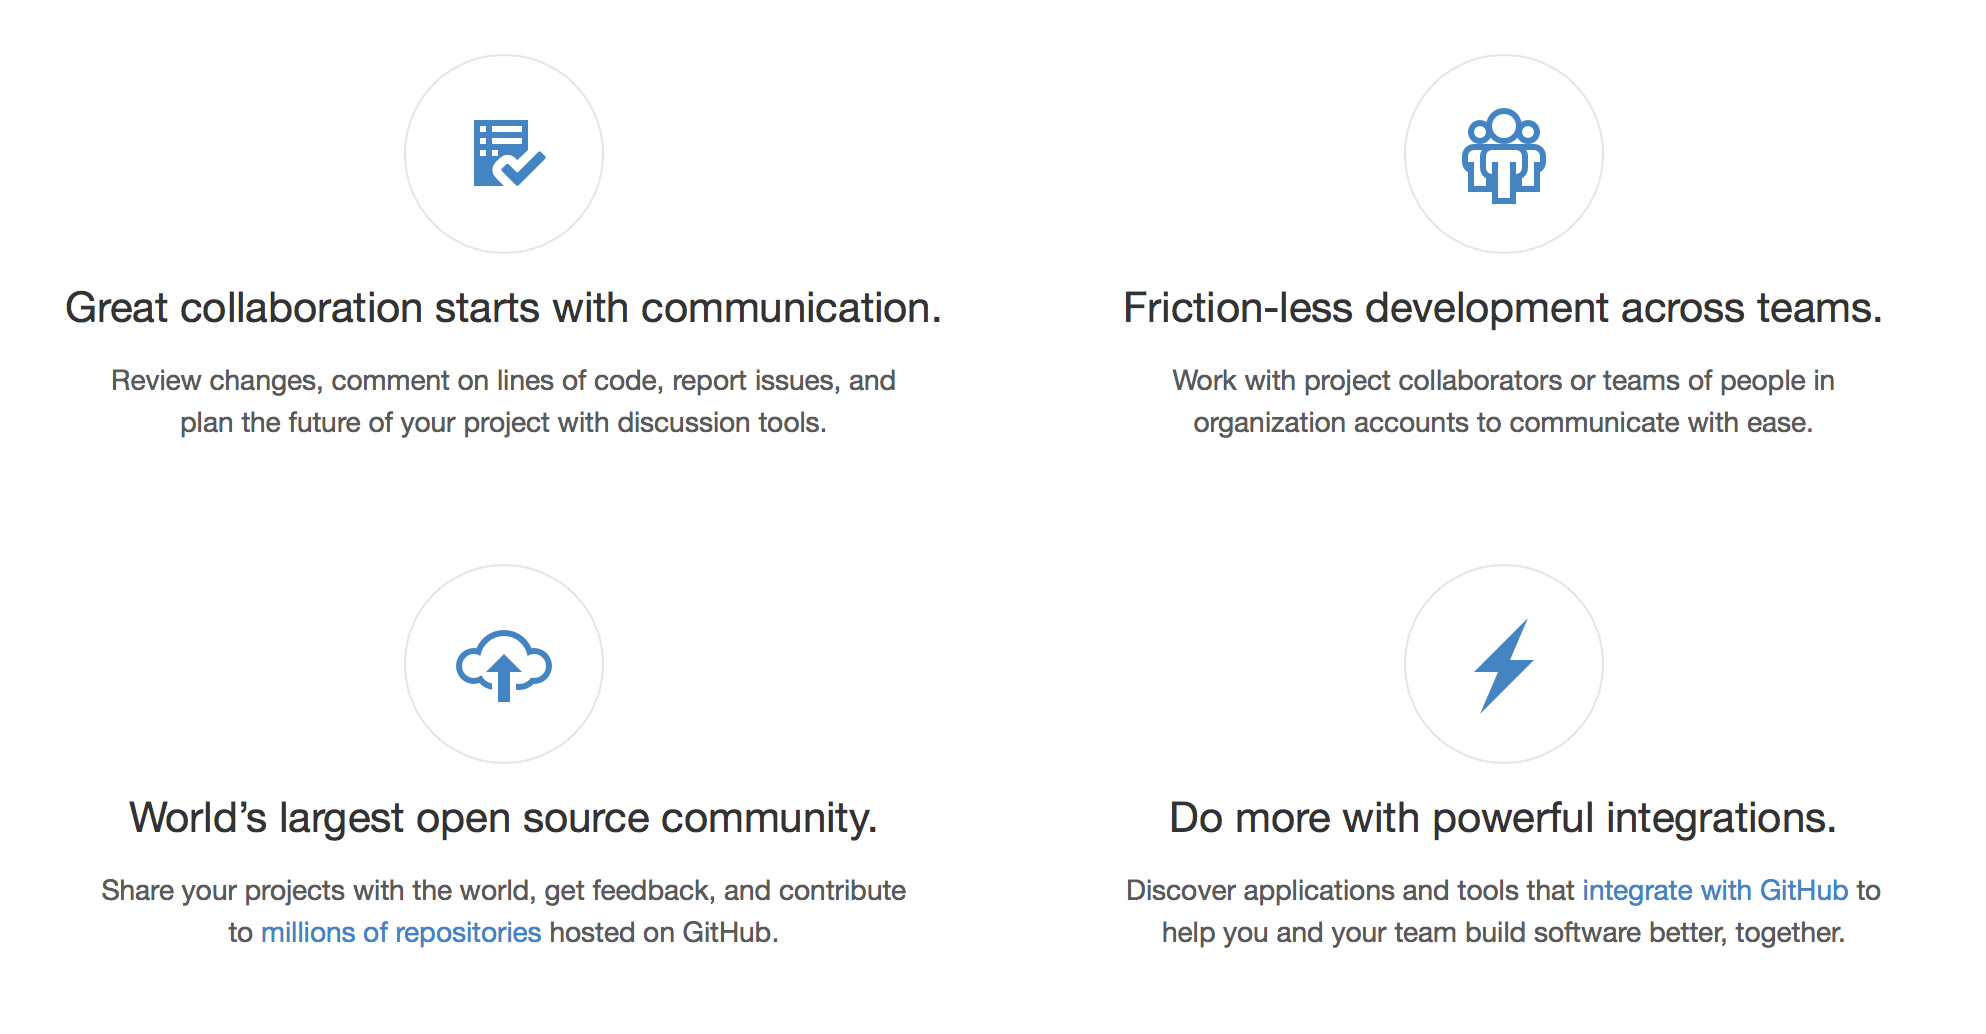 Great collaboration starts with communication.
Review changes, comment on lines of code, report issues, and
plan the future of your project with discussion tools.
Friction-less development across teams.
Work with project collaborators or teams of people in
organization accounts to communicate with ease.
World’s largest open source community.
Share your projects with the world, get feedback, and contribute
to millions of repositories hosted on GitHub.
Do more with powerful integrations.
Discover applications and tools that integrate with GitHub to
help you and your team build software better, together.